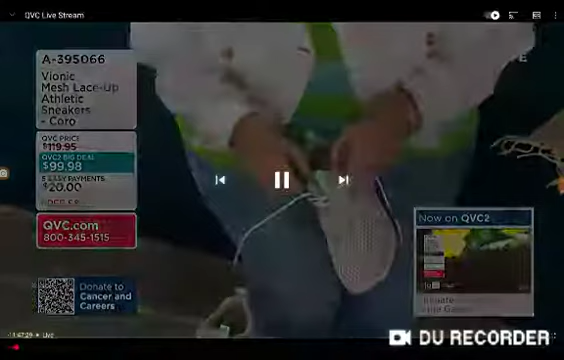 QVC Live Stream
A-395066
Vionic
Mesh Lace-Up
Athletic
Sneakers
- Coro
QVC PRICE
$119.95
QVC2 BIG DEAL
$99.98
5 EASY PAYMENTS
$20.00
QVC.com
800-345-1515
Donate to
Cancer and
Careers
Now on QVC2
Live
DU RECORDER